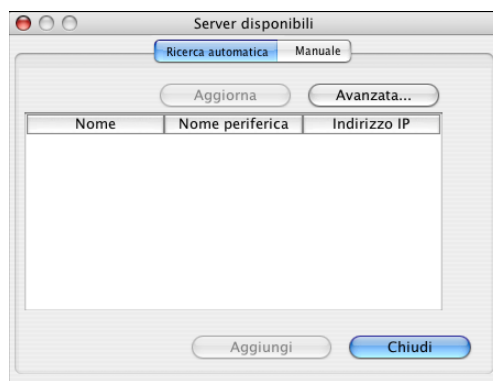 Server disponibili
Ricerca automatica Manuale
Aggiorna Avanzata...
Nome Nome periferica Indirizzo IP
Aggiungi Chiudi